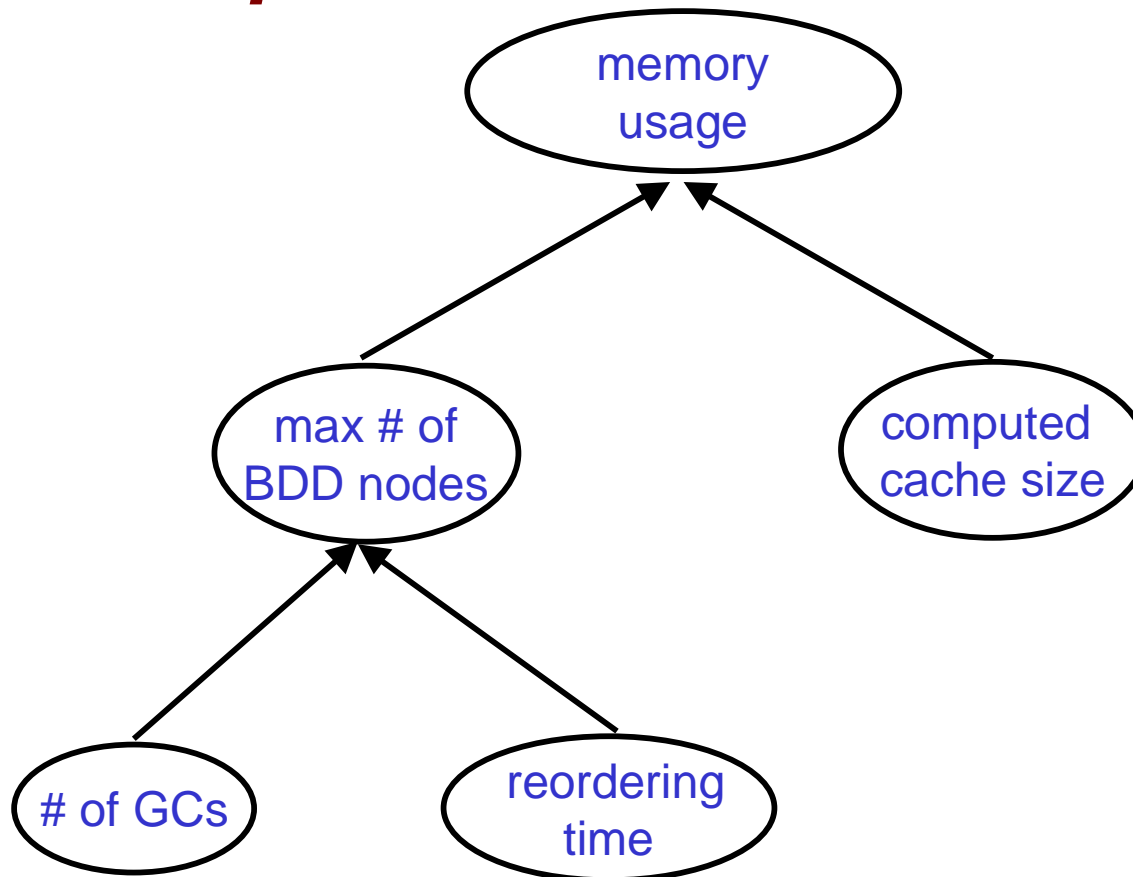 memory
usage
max # of
BDD nodes
computed
cache size
# of GCs
reordering
time